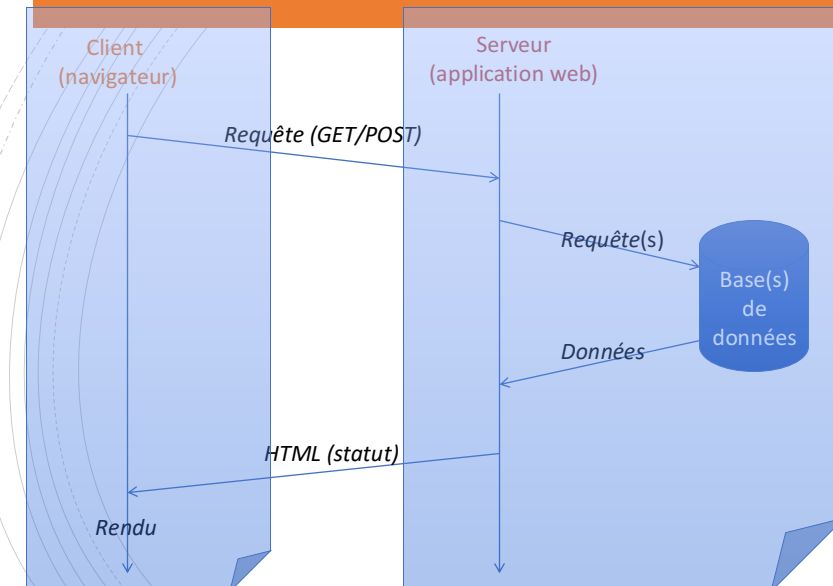 Client
(navigateur)
Serveur
(application web)
Requête (GET/POST)
Requête(s)
Base(s)
de
données
Données
HTML (statut)
Rendu